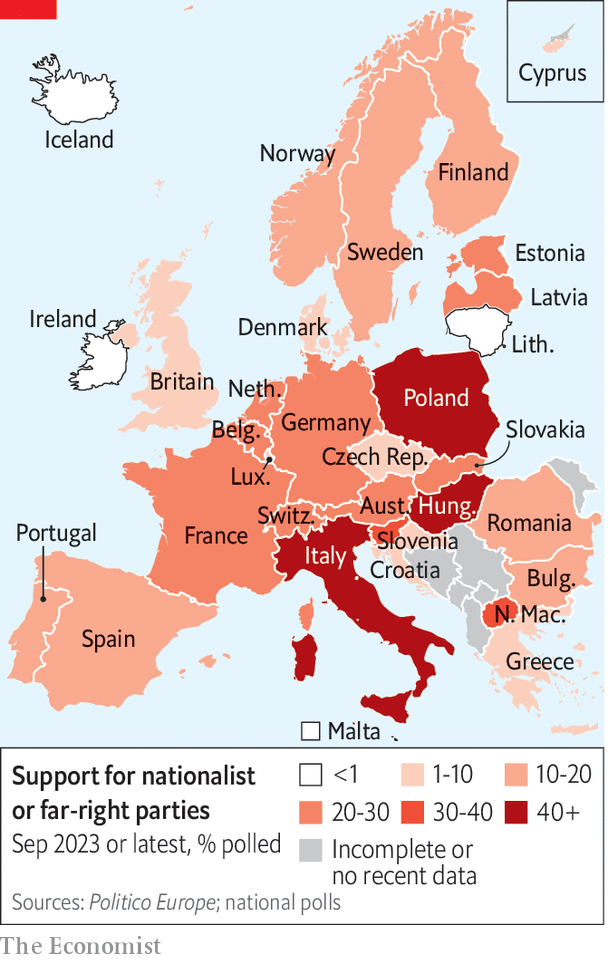 Cyprus
Iceland
Norway
Finland
Sweden
Estonia
Latvia
Ireland
Denmark
Lith.
Britain
Neth.
Poland
Germany
Belg.
Slovakia
Czech Rep.
Lux.
Aust.
Hung.
Switz.
Romania
Portugal
France
Slovenia
Italy
Croatia
Bulg.
N. Mac.
Spain
Greece
Malta
Support for nationalist
or far-right parties
Sep 2023 or latest, % polled
<1
1-10
10-20
20-30
30-40
40+
Incomplete or
no recent data
Sources: Politico Europe; national polls
The Economist